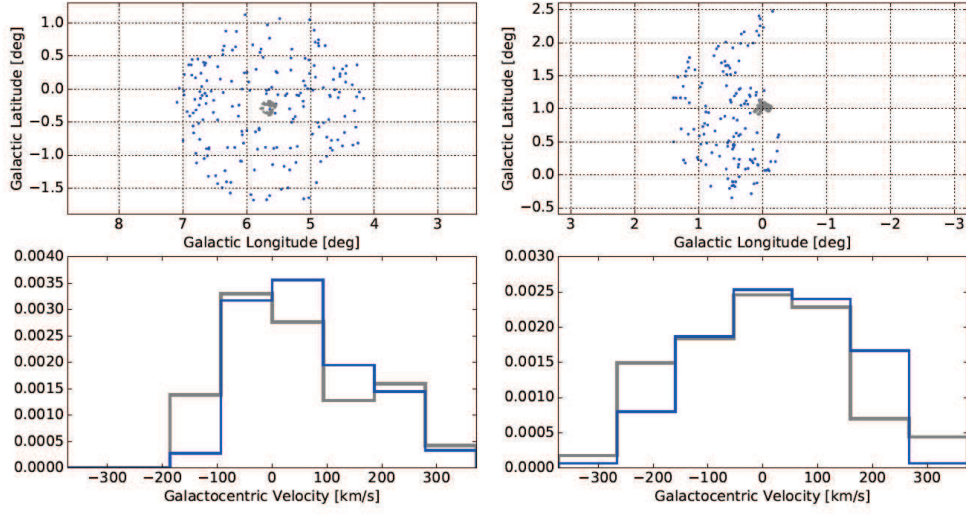 Galactic Latitude [deg]
1.0
0.5
0.0
−0.5
−1.0
−1.5
8 7 6 5 4 3
Galactic Longitude [deg]
Galactic Latitude [deg]
2.5
2.0
1.5
1.0
0.5
0.0
−0.5
3 2 1 0 −1 −2 −3
Galactic Longitude [deg]
0.0040
0.0035
0.0030
0.0025
0.0020
0.0015
0.0010
0.0005
0.0000
−300 −200 −100 0 100 200 300
Galactocentric Velocity [km/s]
0.0030
0.0025
0.0020
0.0015
0.0010
0.0005
0.0000
−300 −200 −100 0 100 200 300
Galactocentric Velocity [km/s]